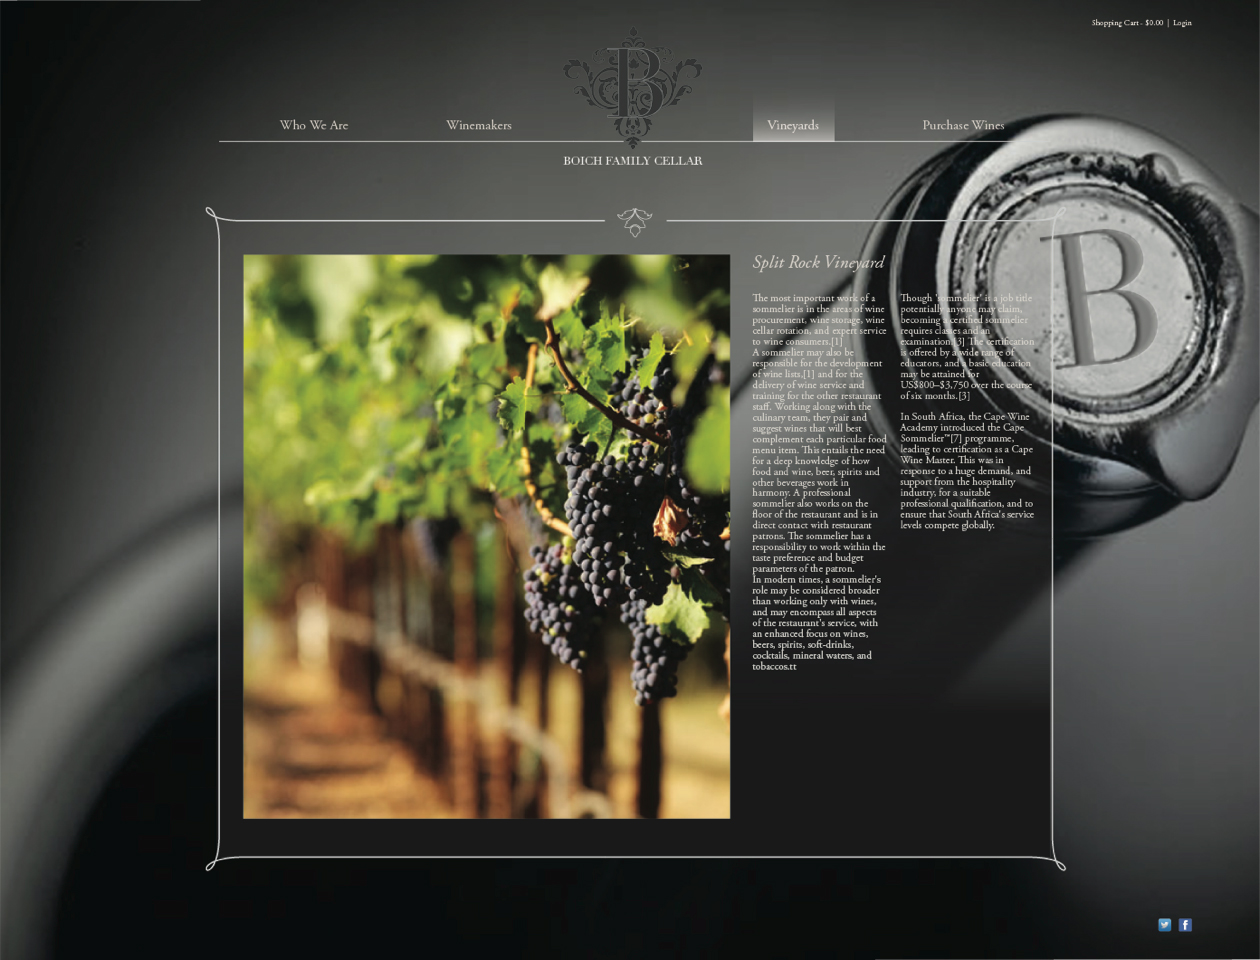 Shopping Cart - $0.00 | Login
B
Who We Are
Winemakers
Vineyards
Purchase Wines
BOICH FAMILY CELLAR
B
Split Rock Vineyard
The most important work of a
sommelier is in the areas of wine
procurement, wine storage, wine
cellar rotation, and expert service
to wine consumers.[1]
A sommelier may also be
responsible for the development
of wine lists,[1] and for the
delivery of wine service and
training for the other restaurant
staff. Working along with the
culinary team, they pair and
suggest wines that will best
complement each particular food
menu item. This entails the need
for a deep knowledge of how
food and wine, beer, spirits and
other beverages work in
harmony. A professional
sommelier also works on the
floor of the restaurant and is in
direct contact with restaurant
patrons. The sommelier has a
responsibility to work within the
taste preference and budget
parameters of the patron.
In modern times, a sommelier's
role may be considered broader
than working only with wines,
and may encompass all aspects
of the restaurant's service, with
an enhanced focus on wines,
beers, spirits, soft-drinks,
cocktails, mineral waters, and
tobaccos.tt
Though 'sommelier' is a job title
potentially anyone may claim,
becoming a certified sommelier
requires classes and an
examination.[3] The certification
is offered by a wide range of
educators, and a basic education
may be attained for
US$800–$3,750 over the course
of six months.[3]
In South Africa, the Cape Wine
Academy introduced the Cape
Sommelier™[7] programme,
leading to certification as a Cape
Wine Master. This was in
response to a huge demand, and
support from the hospitality
industry, for a suitable
professional qualification, and to
ensure that South Africa's service
levels compete globally.